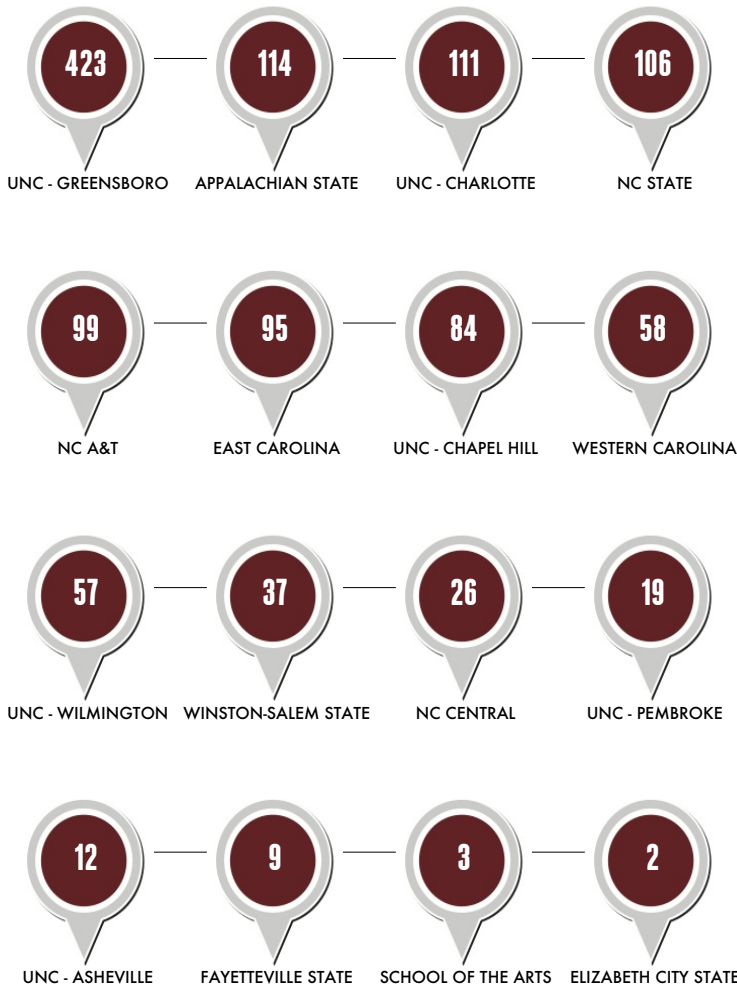 423 114 111 106
UNC - GREENSBORO APPALACHIAN STATE UNC - CHARLOTTE NC STATE
99 95 84 58
NC A&T EAST CAROLINA UNC - CHAPEL HILL WESTERN CAROLINA
57 37 26 19
UNC - WILMINGTON WINSTON-SALEM STATE NC CENTRAL UNC - PEMBROKE
12 9 3 2
UNC - ASHEVILLE FAYETTEVILLE STATE SCHOOL OF THE ARTS ELIZABETH CITY STATE